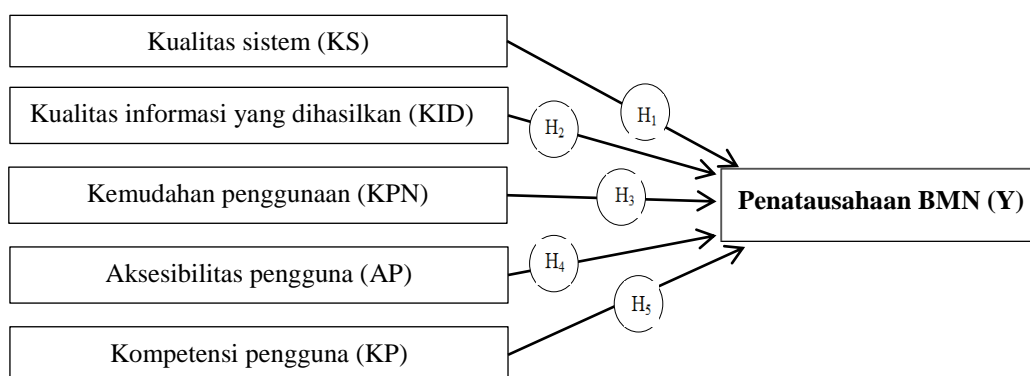 Kualitas sistem (KS)
H₁
Kualitas informasi yang dihasilkan (KID)
H₂
Kemudahan penggunaan (KPN)
H₃
Penatausahaan BMN (Y)
Aksesibilitas pengguna (AP)
H₄
Kompetensi pengguna (KP)
H₅